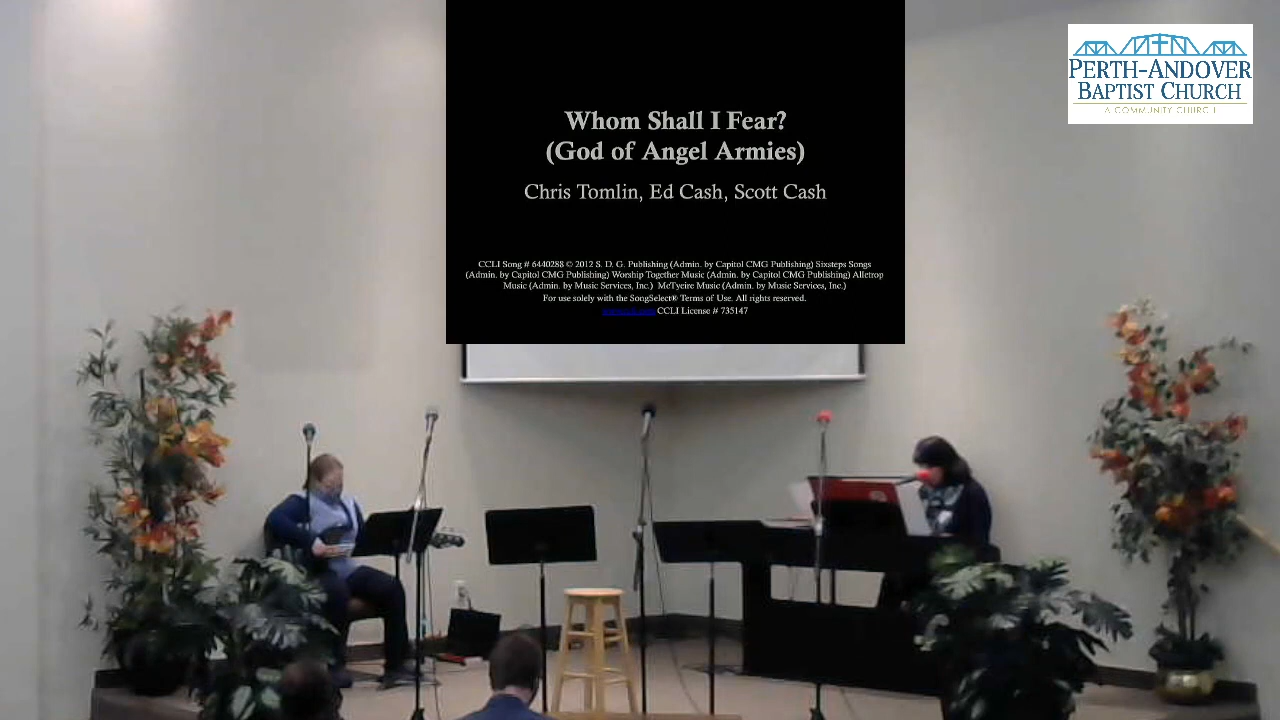 Whom Shall I Fear?
(God of Angel Armies)
Chris Tomlin, Ed Cash, Scott Cash
CCLI Song # 6440288 © 2012 S. D. G. Publishing (Admin. by Capitol CMG Publishing) Sixsteps Songs
(Admin. by Capitol CMG Publishing) Worship Together Music (Admin. by Capitol CMG Publishing) Alletrop
Music (Admin. by Music Services, Inc.) McTyeire Music (Admin. by Music Services, Inc.)
For use solely with the SongSelect® Terms of Use. All rights reserved.
CCLI License # 735147
PERTH-ANDOVER
BAPTIST CHURCH
A COMMUNITY CHURCH